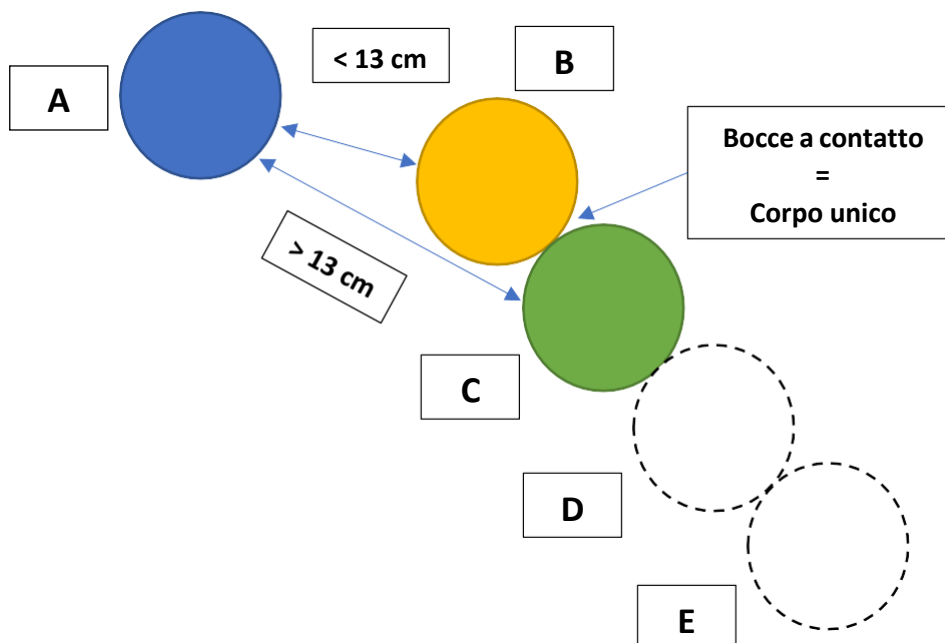 A
< 13 cm
B
Bocce a contatto
=
Corpo unico
> 13 cm
C
D
E